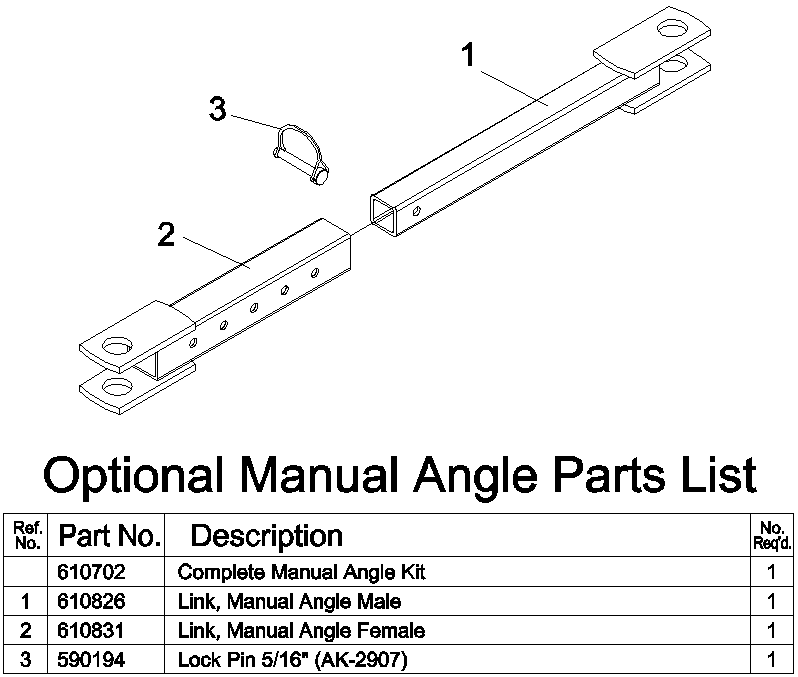 1
3
2
Optional Manual Angle Parts List
Ref. No. Part No. Description No. Req'd.
610702 Complete Manual Angle Kit 1
1 610826 Link, Manual Angle Male 1
2 610831 Link, Manual Angle Female 1
3 590194 Lock Pin 5/16" (AK-2907) 1